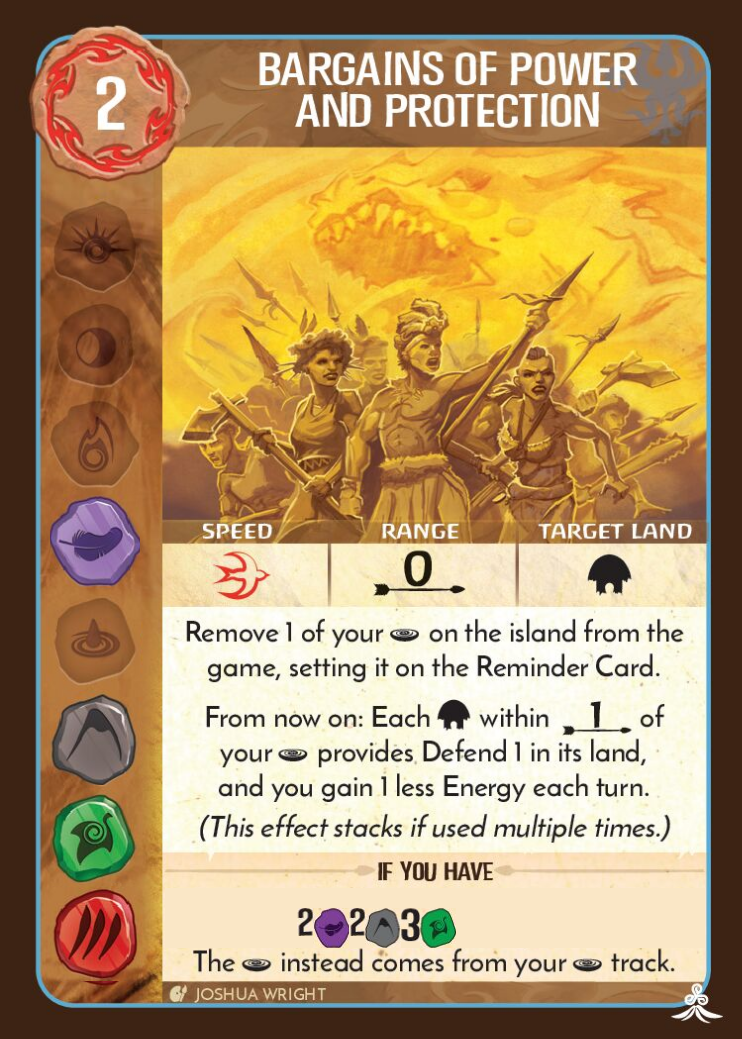 2
BARGAINS OF POWER
AND PROTECTION
SPEED RANGE TARGET LAND
0
Remove 1 of your on the island from the
game, setting it on the Reminder Card.
From now on: Each within 1 of
your provides Defend 1 in its land,
and you gain 1 less Energy each turn.
(This effect stacks if used multiple times.)
IF YOU HAVE
2 2 3
The instead comes from your track.
JOSHUA WRIGHT